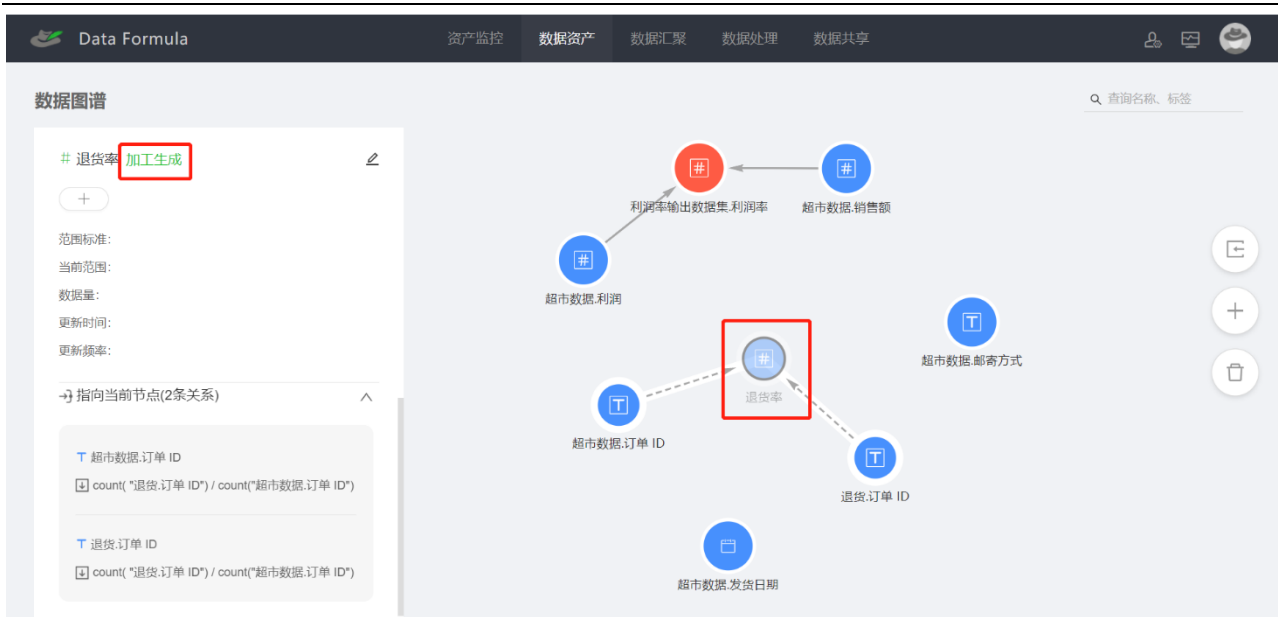 Data Formula
资产监控 数据资产 数据汇聚 数据处理 数据共享
数据图谱
查询名称、标签
# 退货率 加工生成
范围标准:
当前范围:
数据量:
更新时间:
更新频率:
指向当前节点(2条关系)
T 超市数据.订单 ID
count( "退货.订单 ID") / count("超市数据.订单 ID")
T 退货.订单 ID
count( "退货.订单 ID") / count("超市数据.订单 ID")
利润率输出数据集.利润率
超市数据.销售额
超市数据.利润
超市数据.邮寄方式
退货率
超市数据.订单 ID
退货.订单 ID
超市数据.发货日期